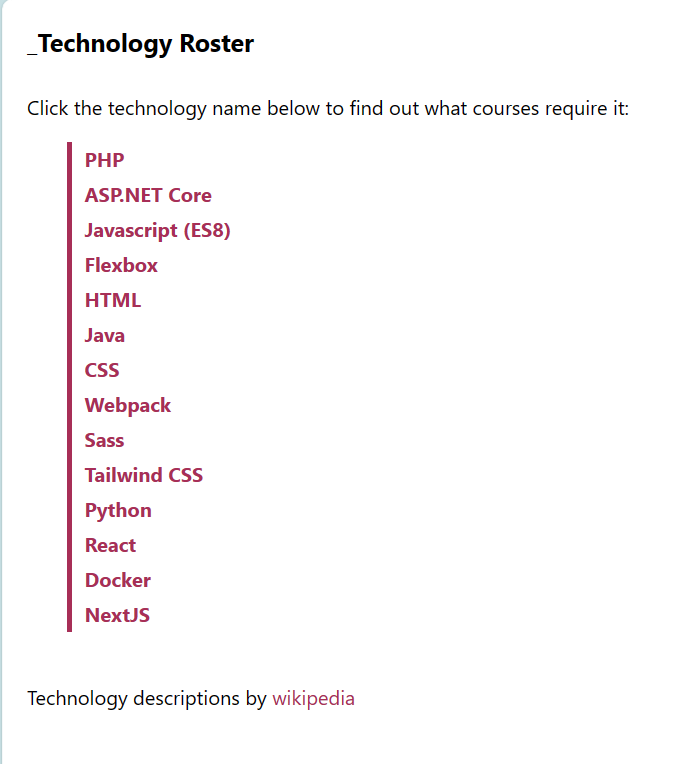 _Technology Roster
Click the technology name below to find out what courses require it:
PHP
ASP.NET Core
Javascript (ES8)
Flexbox
HTML
Java
CSS
Webpack
Sass
Tailwind CSS
Python
React
Docker
NextJS
Technology descriptions by wikipedia